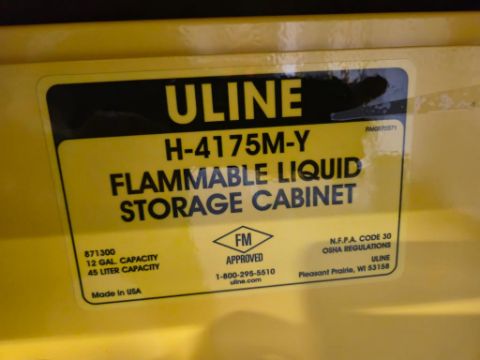 ULINE
PM0572571
H-4175M-Y
FLAMMABLE LIQUID
STORAGE CABINET
871300
12 GAL. CAPACITY
45 LITER CAPACITY
Made in USA
FM
APPROVED
1-800-295-5510
uline.com
N.F.P.A. CODE 30
OSHA REGULATIONS
ULINE
Pleasant Prairie, WI 53158